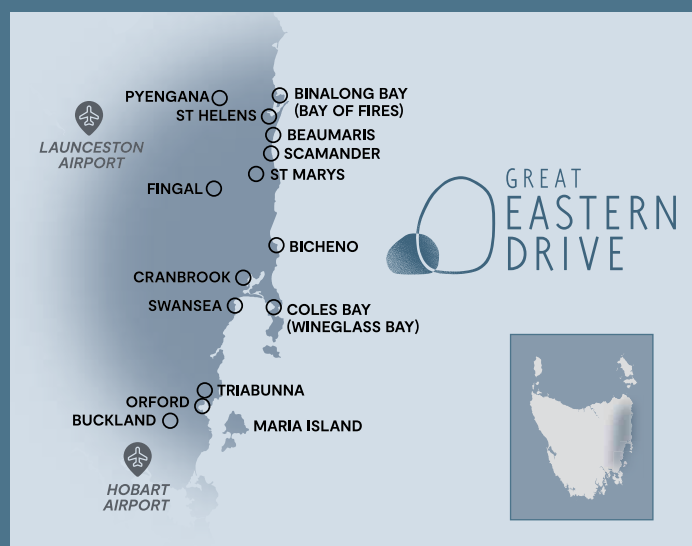 PYENGANA
BINALONG BAY
(BAY OF FIRES)
ST HELENS
LAUNCESTON
AIRPORT
BEAUMARIS
SCAMANDER
ST MARYS
FINGAL
GREAT
EASTERN
DRIVE
BICHENO
CRANBROOK
SWANSEA
COLES BAY
(WINEGLASS BAY)
TRIABUNNA
ORFORD
BUCKLAND
MARIA ISLAND
HOBART
AIRPORT